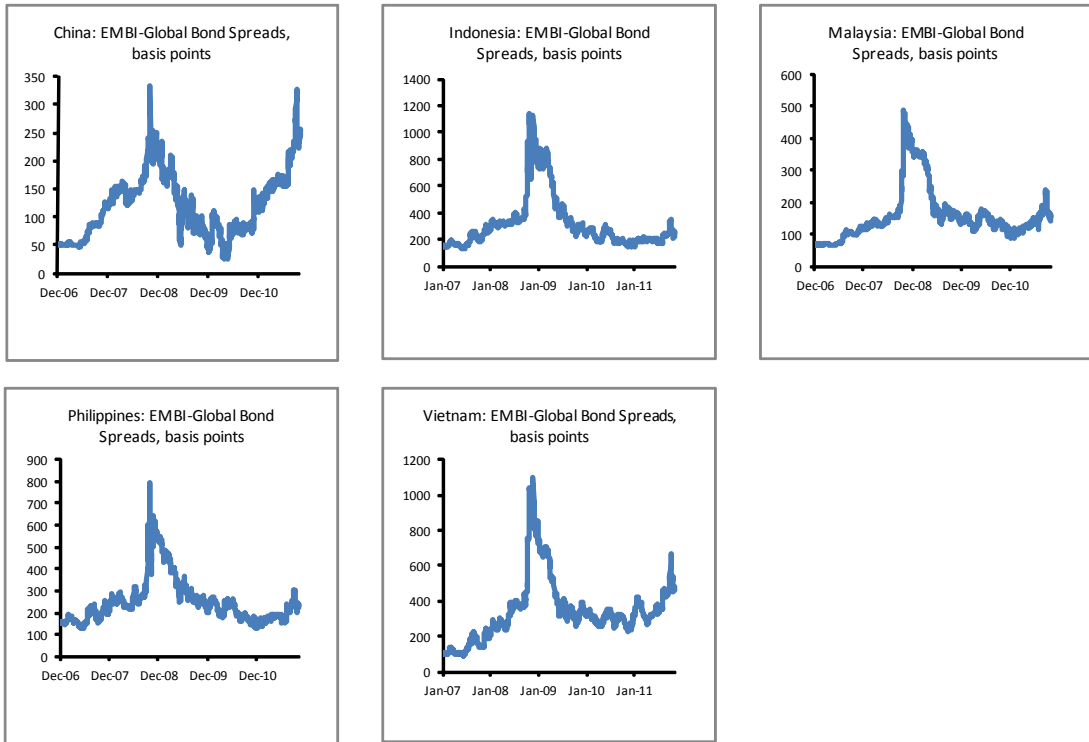 China: EMBI-Global Bond Spreads,
basis points
350
300
250
200
150
100
50
0
Dec-06 Dec-07 Dec-08 Dec-09 Dec-10
Indonesia: EMBI-Global Bond
Spreads, basis points
1400
1200
1000
800
600
400
200
0
Jan-07 Jan-08 Jan-09 Jan-10 Jan-11
Malaysia: EMBI-Global Bond
Spreads, basis points
600
500
400
300
200
100
0
Dec-06 Dec-07 Dec-08 Dec-09 Dec-10
Philippines: EMBI-Global Bond
Spreads, basis points
900
800
700
600
500
400
300
200
100
0
Dec-06 Dec-07 Dec-08 Dec-09 Dec-10
Vietnam: EMBI-Global Bond Spreads,
basis points
1200
1000
800
600
400
200
0
Jan-07 Jan-08 Jan-09 Jan-10 Jan-11